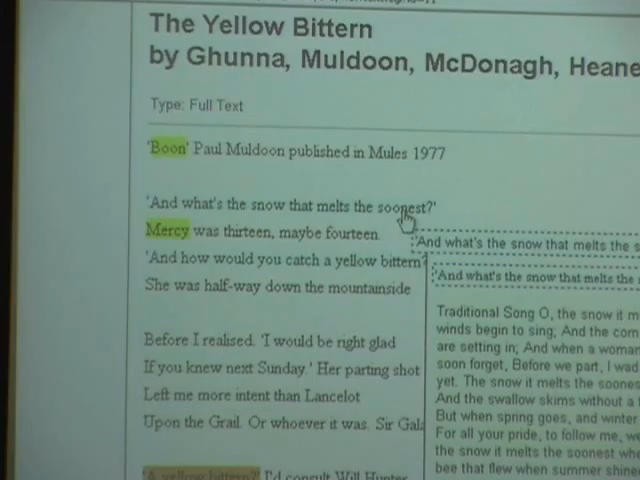 The Yellow Bittern
by Ghunna, Muldoon, McDonagh, Heane
Type: Full Text
'Boon' Paul Muldoon published in Mules 1977
'And what's the snow that melts the soonest?'
Mercy was thirteen, maybe fourteen.
'And how would you catch a yellow bittern?
She was half-way down the mountainside
Before I realised. 'I would be right glad
If you knew next Sunday.' Her parting shot
Left me more intent than Lancelot
Upon the Grail. Or whoever it was. Sir Gala
'A yellow bittern?' I'd consult Will Hunter
'And what's the snow that melts the s
'And what's the snow that melts the
Traditional Song O, the snow it m
winds begin to sing; And the corn
are setting in; And when a woman
soon forget, Before we part, I wad
yet. The snow it melts the soones
And the swallow skims without a
But when spring goes, and winter
For all your pride, to follow me, we
the snow it melts the soonest whe
bee that flew when summer shine